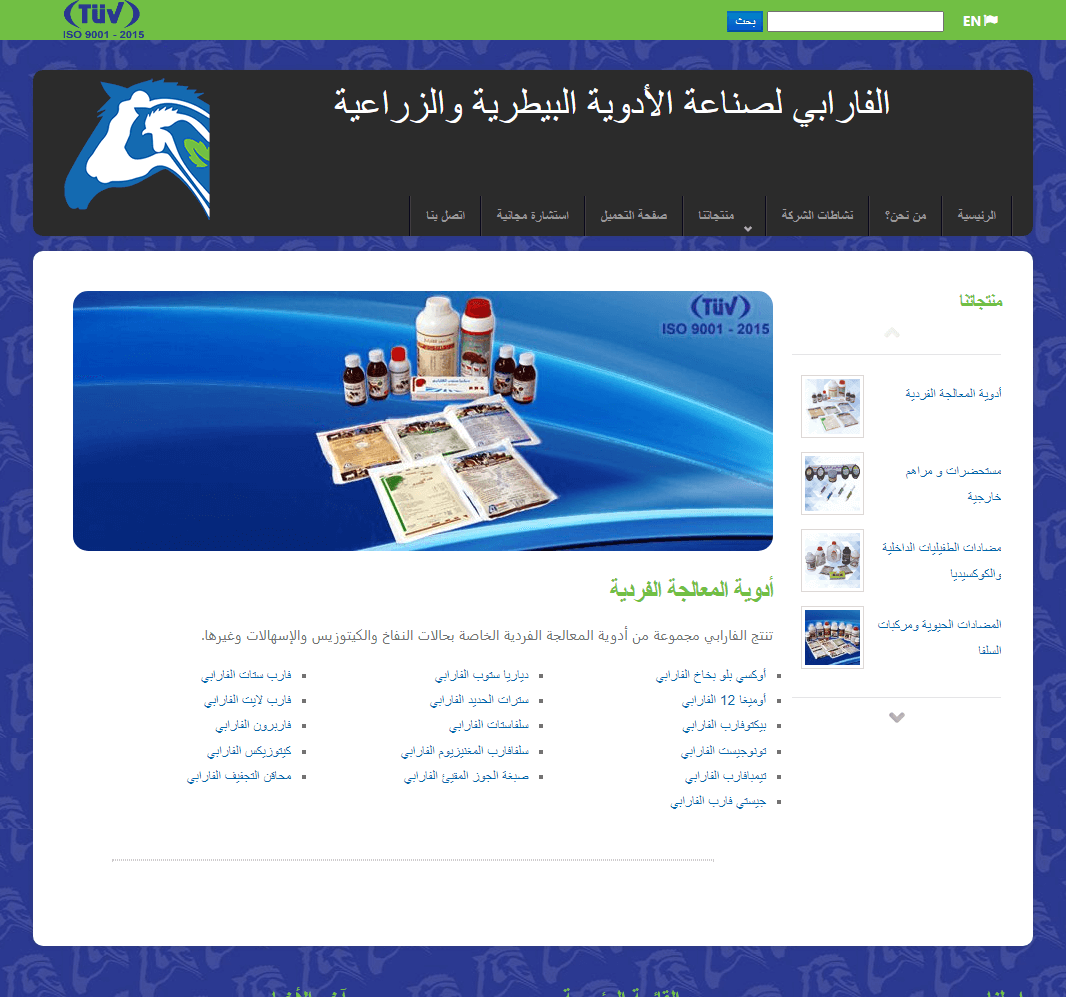 TÜV
ISO 9001 - 2015
EN
بحث
الفارابي لصناعة الأدوية البيطرية والزراعية
الرئيسية
من نحن؟
نشاطات الشركة
منتجاتنا
صفحة التحميل
استشارة مجانية
اتصل بنا
منتجاتنا
أدوية المعالجة الفردية
مستحضرات و مراهم
خارجية
مضادات الطفيليات الداخلية
والكوكسيديا
المضادات الحيوية ومركبات
السلفا
TÜV
ISO 9001 - 2015
أدوية المعالجة الفردية
تنتج الفارابي مجموعة من أدوية المعالجة الفردية الخاصة بحالات النفاخ والكيتوزيس والإسهالات وغيرها.
أوكسي بلو بخاخ الفارابي
أوميغا 12 الفارابي
بيكتوفارب الفارابي
تونوجيست الفارابي
تيمبافارب الفارابي
جيستي فارب الفارابي
دياريا ستوب الفارابي
سترات الحديد الفارابي
سلفاستات الفارابي
سلفافارب المغنيزيوم الفارابي
صبغة الجوز المقيئ الفارابي
فارب ستات الفارابي
فارب لايت الفارابي
فاربرون الفارابي
كيتوزيكس الفارابي
محاقن التجفيف الفارابي